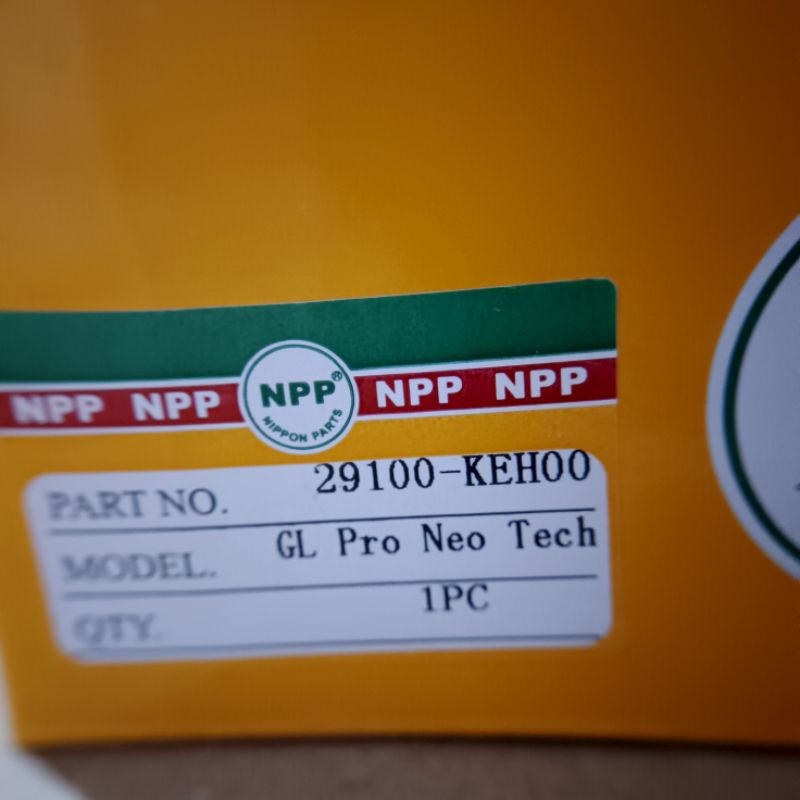 NPP NPP NPP® NPP NPP
NIPPON PARTS
PART NO. 29100-KEH00
MODEL. GL Pro Neo Tech
QTY. 1PC